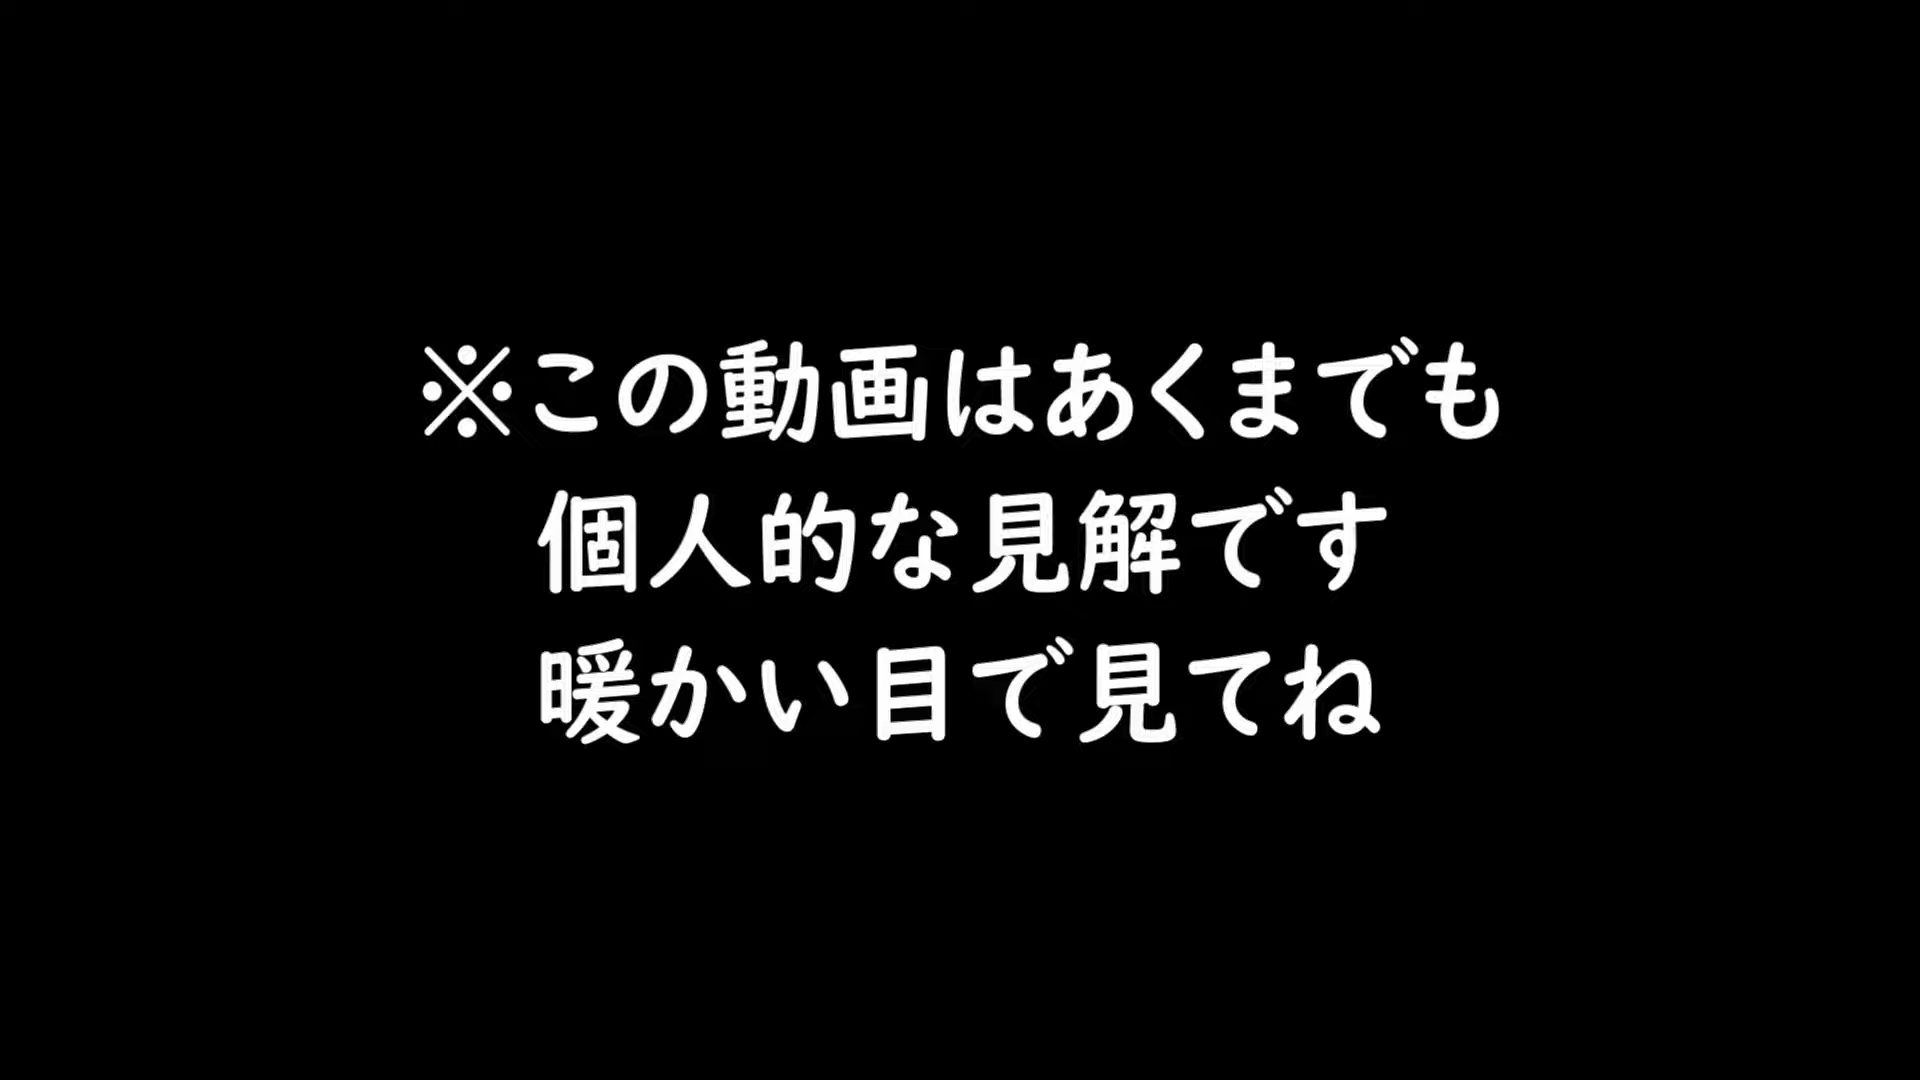 ※この動画はあくまでも
個人的な見解です
暖かい目で見てね